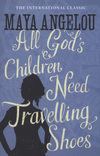 THE INTERNATIONAL CLASSIC
MAYA ANGELOU
All God's
Children
Need
Travelling
Shoes